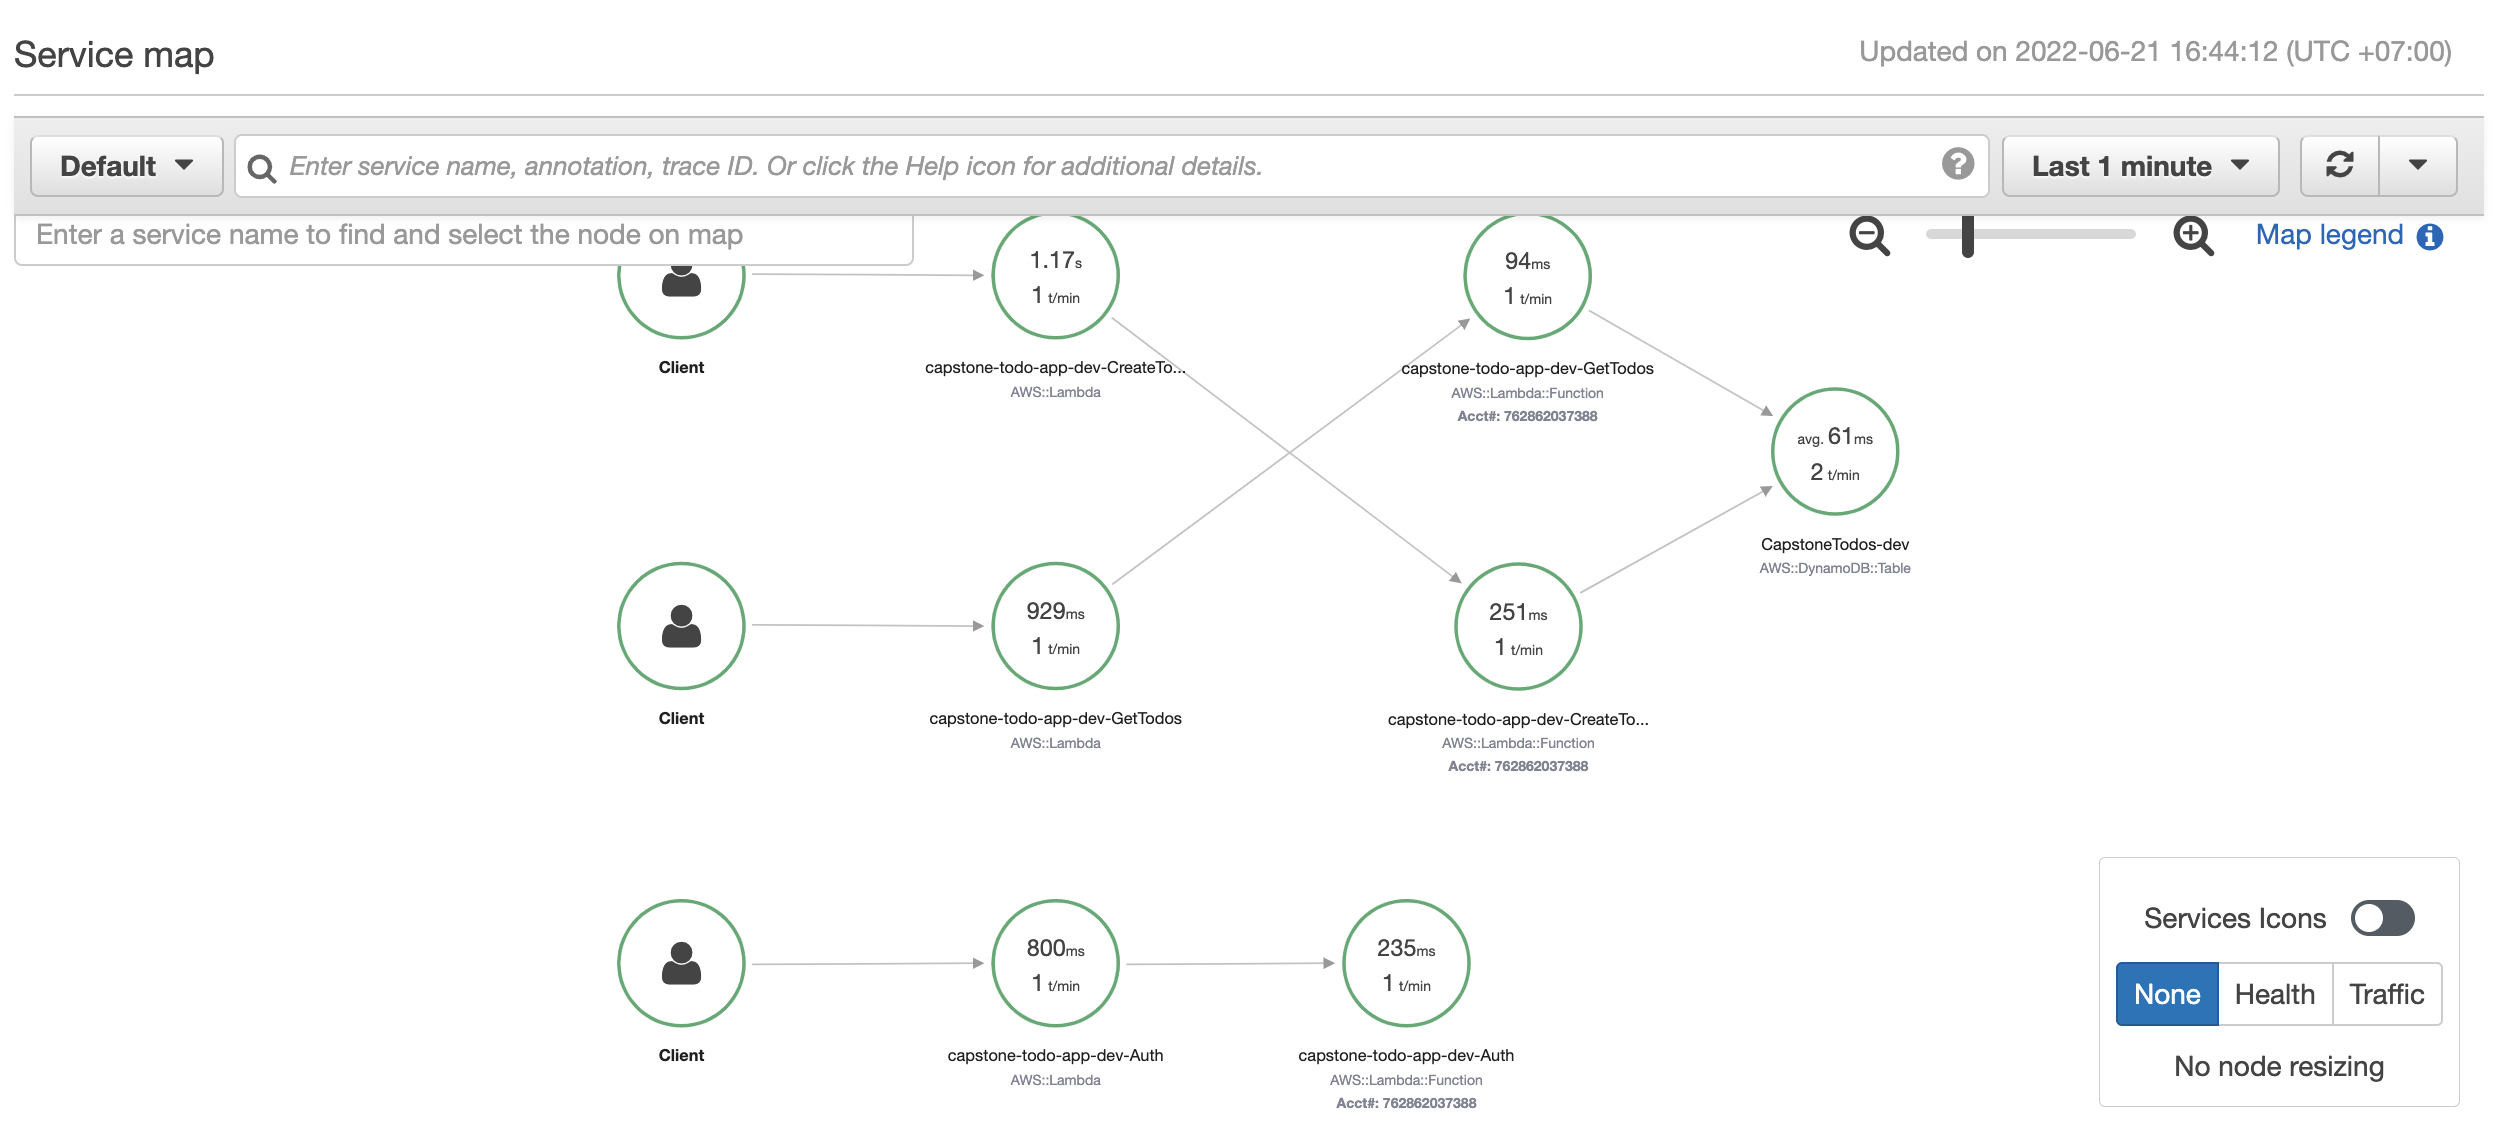 Service map
Updated on 2022-06-21 16:44:12 (UTC +07:00)
Default
Enter service name, annotation, trace ID. Or click the Help icon for additional details.
?
Last 1 minute
Enter a service name to find and select the node on map
Map legend i
1.17s
1 t/min
94ms
1 t/min
Client
capstone-todo-app-dev-CreateTo...
AWS::Lambda
capstone-todo-app-dev-GetTodos
AWS::Lambda::Function
Acct#: 762862037388
avg. 61ms
2 t/min
CapstoneTodos-dev
AWS::DynamoDB::Table
929ms
1 t/min
251ms
1 t/min
Client
capstone-todo-app-dev-GetTodos
AWS::Lambda
capstone-todo-app-dev-CreateTo...
AWS::Lambda::Function
Acct#: 762862037388
800ms
1 t/min
235ms
1 t/min
Client
capstone-todo-app-dev-Auth
AWS::Lambda
capstone-todo-app-dev-Auth
AWS::Lambda::Function
Acct#: 762862037388
Services Icons
None Health Traffic
No node resizing